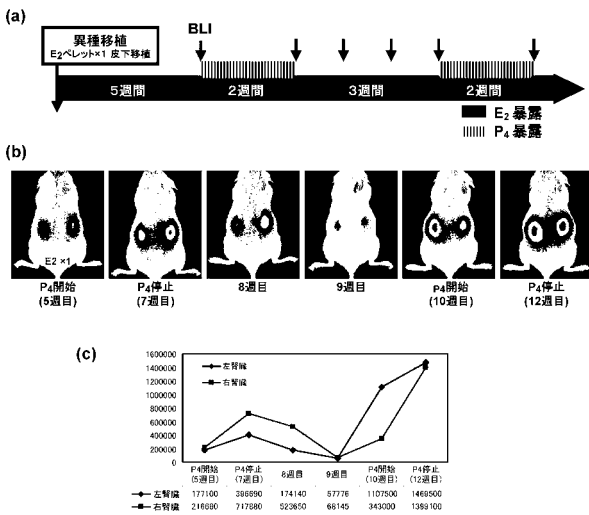 (a)
異種移植
E₂ペレット×1 皮下移植
BLI
5週間 2週間 3週間 2週間
E₂ 暴露
P₄ 暴露
(b)
E2 ×1
P₄開始 P₄停止 8週目 9週目 P₄開始 P₄停止
(5週目) (7週目) (10週目) (12週目)
(c)
1600000
1400000
1200000
1000000
800000
600000
400000
200000
0
左腎臓
右腎臓
P4開始 P4停止 8週目 9週目 P4開始 P4停止
(5週目) (7週目) (10週目) (12週目)
左腎臓 177100 396690 174140 57776 1107500 1469500
右腎臓 216680 717880 523650 68145 343000 1399100